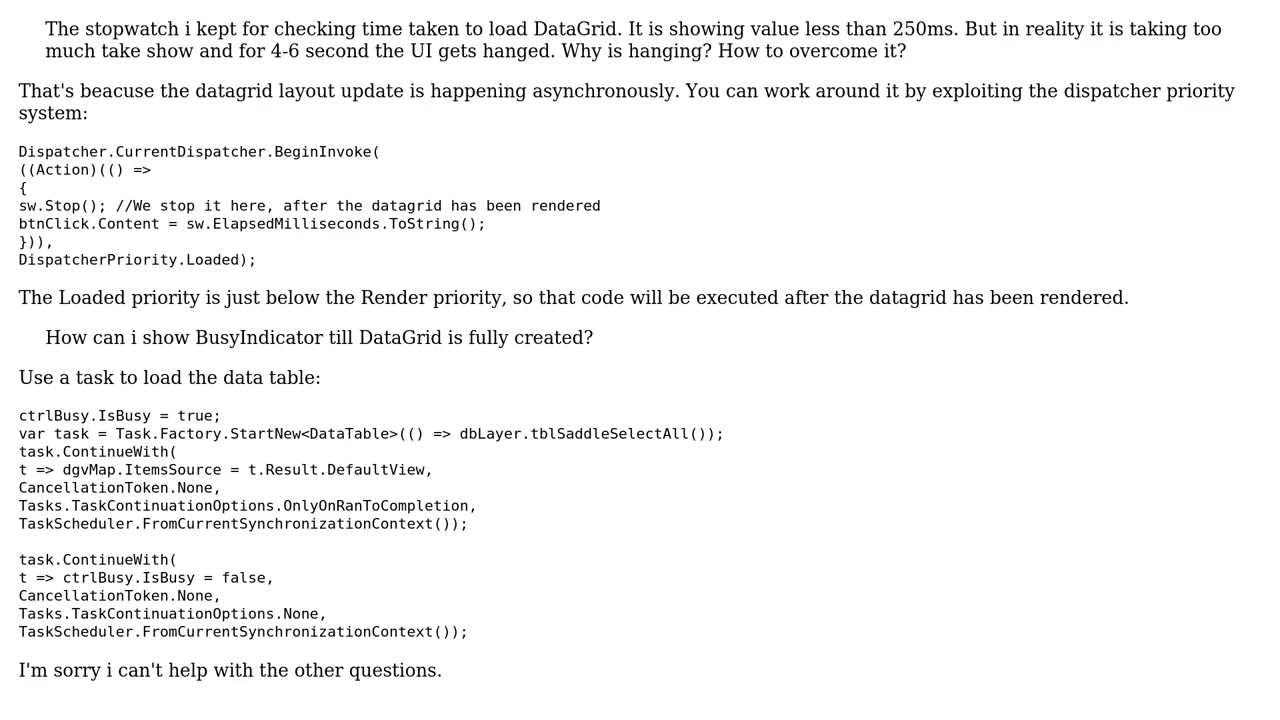 The stopwatch i kept for checking time taken to load DataGrid. It is showing value less than 250ms. But in reality it is taking too
much take show and for 4-6 second the UI gets hanged. Why is hanging? How to overcome it?
That's beacuse the datagrid layout update is happening asynchronously. You can work around it by exploiting the dispatcher priority
system:
Dispatcher.CurrentDispatcher.BeginInvoke(
((Action)(() =>
{
sw.Stop(); //We stop it here, after the datagrid has been rendered
btnClick.Content = sw.ElapsedMilliseconds.ToString();
})),
DispatcherPriority.Loaded);
The Loaded priority is just below the Render priority, so that code will be executed after the datagrid has been rendered.
How can i show BusyIndicator till DataGrid is fully created?
Use a task to load the data table:
ctrlBusy.IsBusy = true;
var task = Task.Factory.StartNew<DataTable>(() => dbLayer.tblSaddleSelectAll());
task.ContinueWith(
t => dgvMap.ItemsSource = t.Result.DefaultView,
CancellationToken.None,
Tasks.TaskContinuationOptions.OnlyOnRanToCompletion,
TaskScheduler.FromCurrentSynchronizationContext());
task.ContinueWith(
t => ctrlBusy.IsBusy = false,
CancellationToken.None,
Tasks.TaskContinuationOptions.None,
TaskScheduler.FromCurrentSynchronizationContext());
I'm sorry i can't help with the other questions.